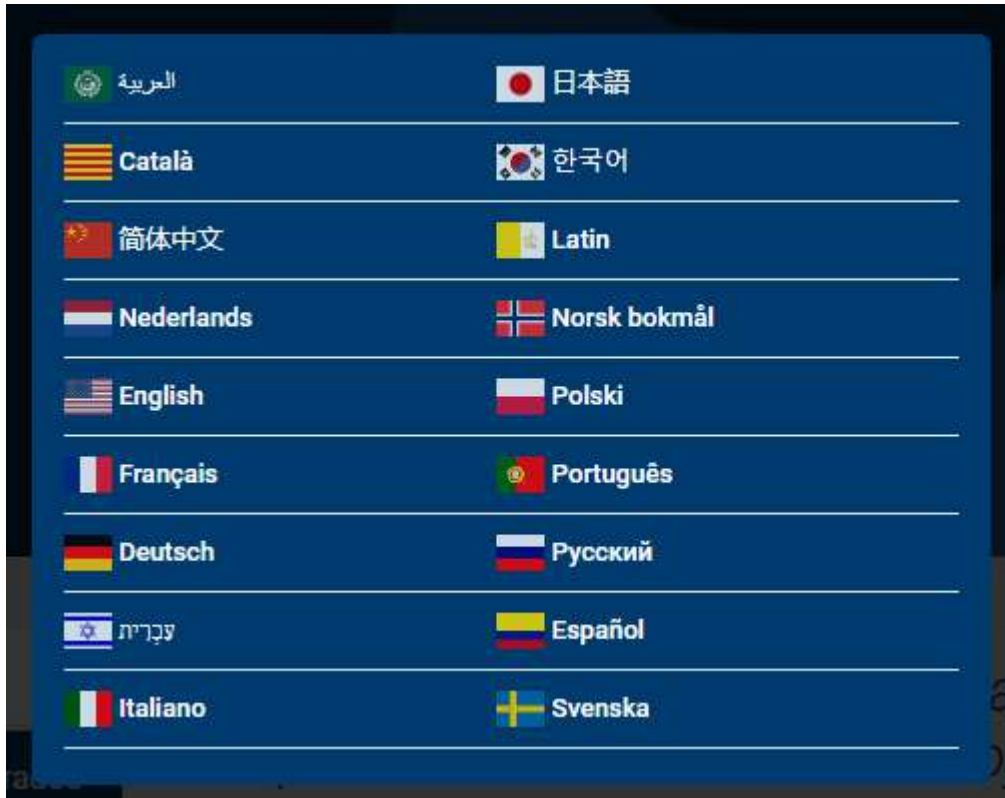 العربية
日本語
Català
한국어
简体中文
Latin
Nederlands
Norsk bokmål
English
Polski
Français
Português
Deutsch
Русский
עִבְרִית
Español
Italiano
Svenska